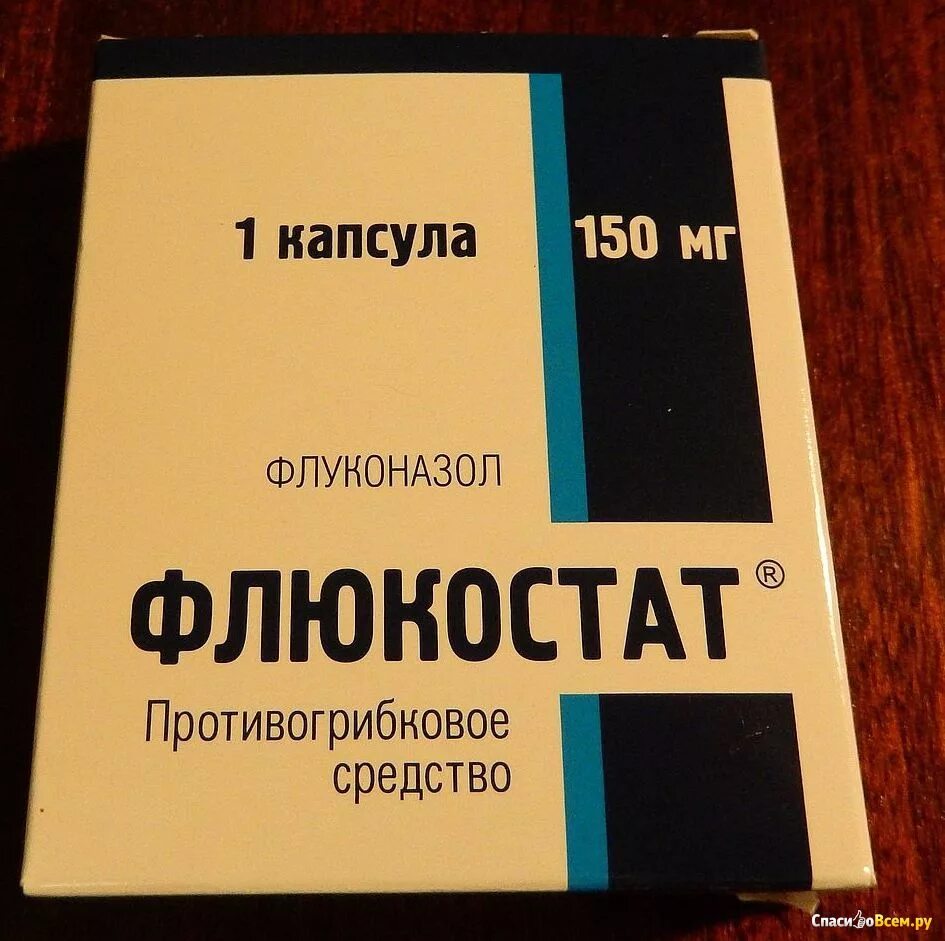 1 капсула 150 мг
ФЛУКОНАЗОЛ
ФЛЮКОСТАТ®
Противогрибковое
средство
СпасибоВсем.ру